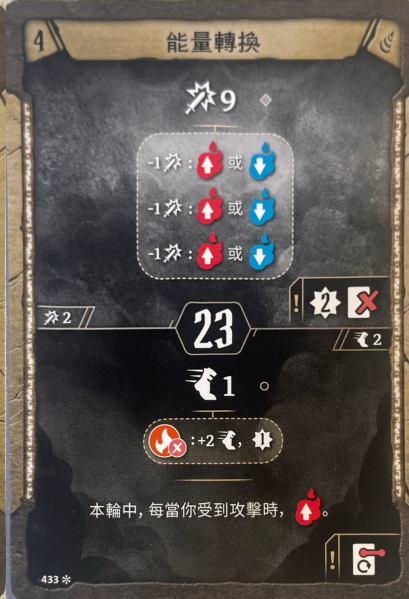 4 能量轉換
9
-1 : 或
-1 : 或
-1 : 或
! 2
2 23 2
1
: +2 , 1
本輪中, 每當你受到攻擊時, 。
!
433